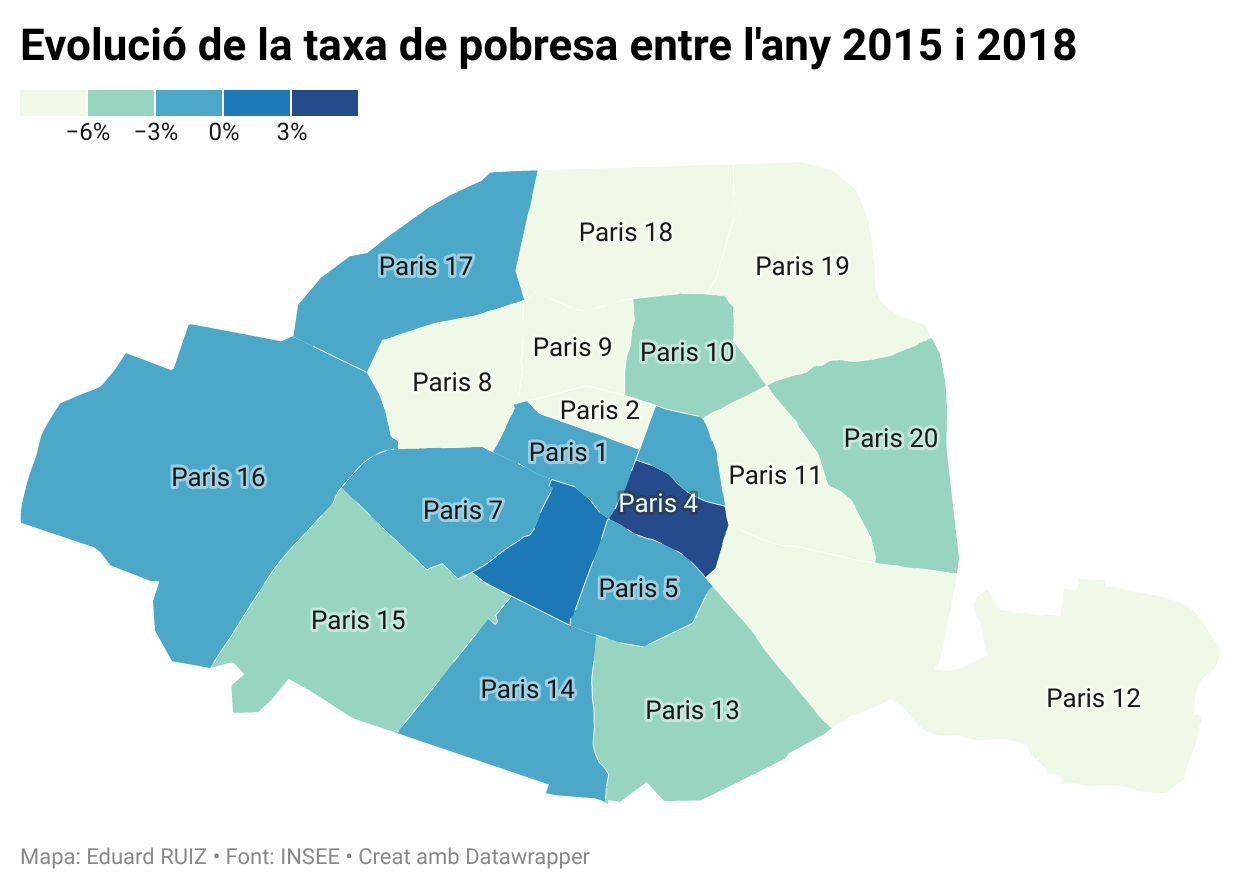 Evolució de la taxa de pobresa entre l'any 2015 i 2018
−6% −3% 0% 3%
Paris 18
Paris 17
Paris 19
Paris 9
Paris 10
Paris 8
Paris 2
Paris 20
Paris 1
Paris 16
Paris 11
Paris 4
Paris 7
Paris 5
Paris 15
Paris 14
Paris 12
Paris 13
Mapa: Eduard RUIZ • Font: INSEE • Creat amb Datawrapper